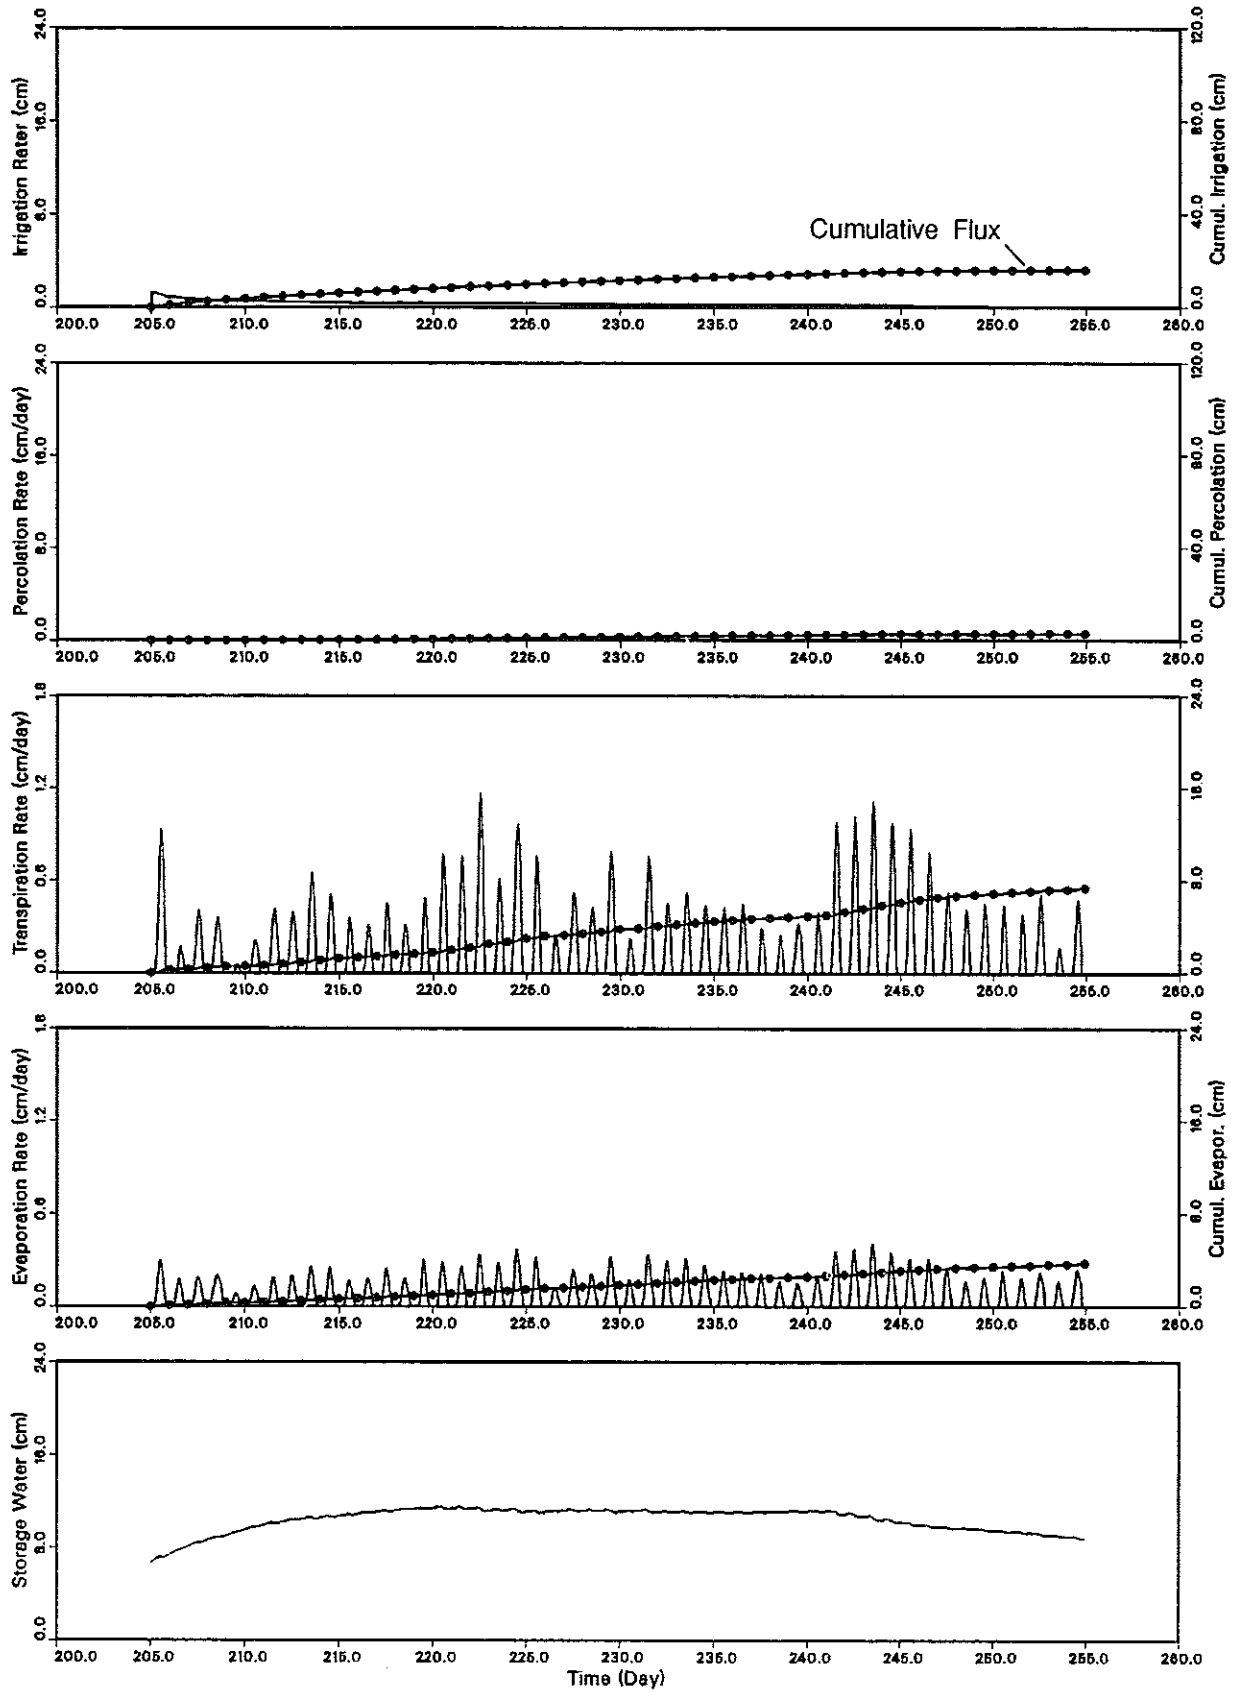 24.0
16.0
8.0
0.0
Irrigation Rater (cm)
Cumulative Flux
120.0
80.0
40.0
0.0
Cumul. Irrigation (cm)
200.0 205.0 210.0 215.0 220.0 225.0 230.0 235.0 240.0 245.0 250.0 255.0 260.0
24.0
16.0
8.0
0.0
Percolation Rate (cm/day)
120.0
80.0
40.0
0.0
Cumul. Percolation (cm)
200.0 205.0 210.0 215.0 220.0 225.0 230.0 235.0 240.0 245.0 250.0 255.0 260.0
1.8
1.2
0.6
0.0
Transpiration Rate (cm/day)
24.0
16.0
8.0
0.0
200.0 205.0 210.0 215.0 220.0 225.0 230.0 235.0 240.0 245.0 250.0 255.0 260.0
1.8
1.2
0.6
0.0
Evaporation Rate (cm/day)
24.0
16.0
8.0
0.0
Cumul. Evapor. (cm)
200.0 205.0 210.0 215.0 220.0 225.0 230.0 235.0 240.0 245.0 250.0 255.0 260.0
24.0
16.0
8.0
0.0
Storage Water (cm)
200.0 205.0 210.0 215.0 220.0 225.0 230.0 235.0 240.0 245.0 250.0 255.0 260.0
Time (Day)